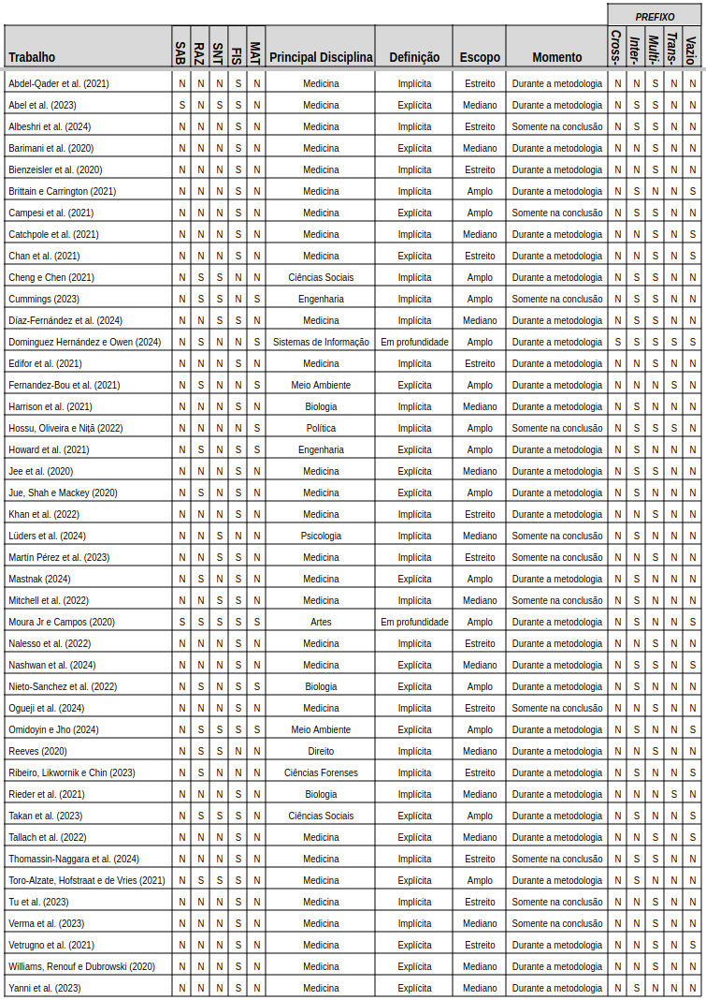 PREFIXO
Trabalho SAB RAZ SNT FIS MAT Principal Disciplina Definição Escopo Momento Cross- Inter- Multi- Trans- Vazio
Abdel-Qader et al. (2021) N N N S N Medicina Implícita Estreito Durante a metodologia N N S N N
Abel et al. (2023) S N S S N Medicina Explícita Mediano Durante a metodologia N S S N N
Albeshri et al. (2024) N N N S N Medicina Implícita Estreito Somente na conclusão N S S N N
Barimani et al. (2020) N N N S N Medicina Explícita Mediano Durante a metodologia N N S N N
Bienzeisler et al. (2020) N N N S N Medicina Implícita Estreito Durante a metodologia N N S N N
Brittain e Carrington (2021) N N N S N Medicina Implícita Amplo Durante a metodologia N S N N S
Campesi et al. (2021) N N N S N Medicina Explícita Amplo Somente na conclusão N S S N N
Catchpole et al. (2021) N N N S N Medicina Implícita Mediano Durante a metodologia N N S N S
Chan et al. (2021) N N N S N Medicina Explícita Estreito Durante a metodologia N N S N S
Cheng e Chen (2021) N S S N N Ciências Sociais Implícita Amplo Durante a metodologia N S S N N
Cummings (2023) N S S N S Engenharia Implícita Amplo Somente na conclusão N S S N N
Díaz-Fernández et al. (2024) N N S S N Medicina Implícita Mediano Durante a metodologia N S S N N
Dominguez Hernández e Owen (2024) N S N N S Sistemas de Informação Em profundidade Amplo Durante a metodologia S S S S S
Edifor et al. (2021) N N N S N Medicina Implícita Estreito Durante a metodologia N N S N N
Fernandez-Bou et al. (2021) N S N N S Meio Ambiente Explícita Amplo Durante a metodologia N N N S N
Harrison et al. (2021) N N N S N Biologia Implícita Mediano Durante a metodologia N S N N N
Hossu, Oliveira e Niţă (2022) N N N N S Política Implícita Amplo Somente na conclusão N S S S N
Howard et al. (2021) N S N S S Engenharia Explícita Amplo Durante a metodologia N S N N N
Jee et al. (2020) N N N S N Medicina Explícita Mediano Durante a metodologia N S S N N
Jue, Shah e Mackey (2020) N S N S N Medicina Explícita Amplo Durante a metodologia N S N N N
Khan et al. (2022) N N N S N Medicina Implícita Estreito Durante a metodologia N N S N N
Lüders et al. (2024) N N S N N Psicologia Implícita Mediano Somente na conclusão N S N N N
Martín Pérez et al. (2023) N N N S N Medicina Implícita Estreito Somente na conclusão N S S N N
Mastnak (2024) N S N S N Medicina Explícita Amplo Durante a metodologia N S N N N
Mitchell et al. (2022) N N S S N Medicina Implícita Mediano Somente na conclusão N S N N N
Moura Jr e Campos (2020) S S S S S Artes Em profundidade Amplo Durante a metodologia N S N N S
Nalesso et al. (2022) N N N S N Medicina Implícita Estreito Durante a metodologia N N S N N
Nashwan et al. (2024) N N N S N Medicina Explícita Mediano Durante a metodologia N S S N S
Nieto-Sanchez et al. (2022) N S N S S Biologia Explícita Amplo Durante a metodologia N S N N N
Ogueji et al. (2024) N N N S N Medicina Implícita Estreito Somente na conclusão N N S N N
Omidoyin e Jho (2024) N S S S S Meio Ambiente Explícita Amplo Durante a metodologia N S N N S
Reeves (2020) N S S N N Direito Implícita Mediano Durante a metodologia N N S N N
Ribeiro, Likwornik e Chin (2023) N S N N N Ciências Forenses Implícita Estreito Durante a metodologia N S N N S
Rieder et al. (2021) N N N S N Biologia Implícita Mediano Durante a metodologia N N N S N
Takan et al. (2023) N S S S N Ciências Sociais Explícita Amplo Durante a metodologia N S N N S
Tallach et al. (2022) N N N S N Medicina Explícita Mediano Durante a metodologia N N S N S
Thomassin-Naggara et al. (2024) N N N S N Medicina Implícita Estreito Somente na conclusão N S S N N
Toro-Alzate, Hofstraat e de Vries (2021) N S S S N Medicina Explícita Amplo Durante a metodologia N S N N N
Tu et al. (2023) N N N S N Medicina Implícita Estreito Somente na conclusão N N S N N
Verma et al. (2023) N N N S N Medicina Implícita Mediano Somente na conclusão N N S N N
Vetrugno et al. (2021) N N N S N Medicina Explícita Estreito Durante a metodologia N N S N S
Williams, Renouf e Dubrowski (2020) N N N S N Medicina Explícita Mediano Durante a metodologia N N S N N
Yanni et al. (2023) N N N S N Medicina Explícita Mediano Durante a metodologia N S N N N